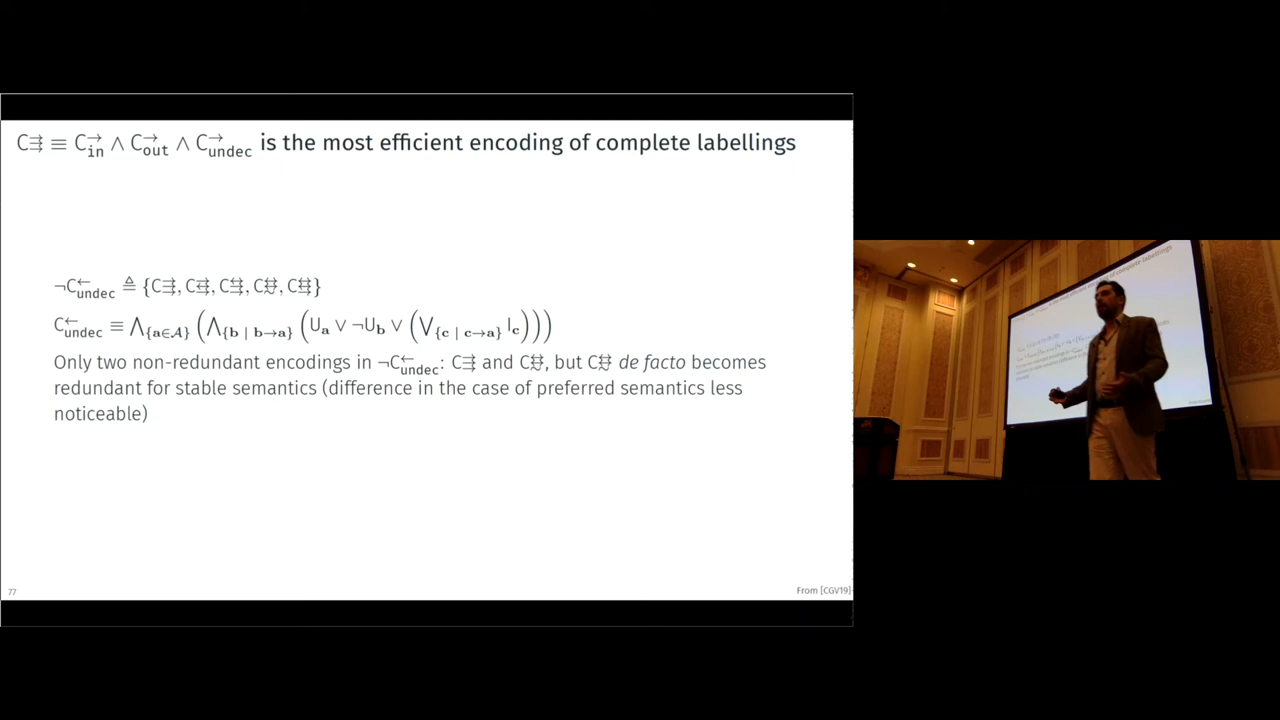 C⇉ ≡ C→in ∧ C→out ∧ C→undec is the most efficient encoding of complete labellings
¬C←undec ≜ {
C←undec ≡ ⋀{a∈𝒜} (⋀{b | b→a} (Ua ∨ ¬Ub ∨ (⋁{c | c→a} Ic)))
Only two non-redundant encodings in ¬C←undec: and , but de facto becomes
redundant for stable semantics (difference in the case of preferred semantics less
noticeable)
77
From [CGV19]